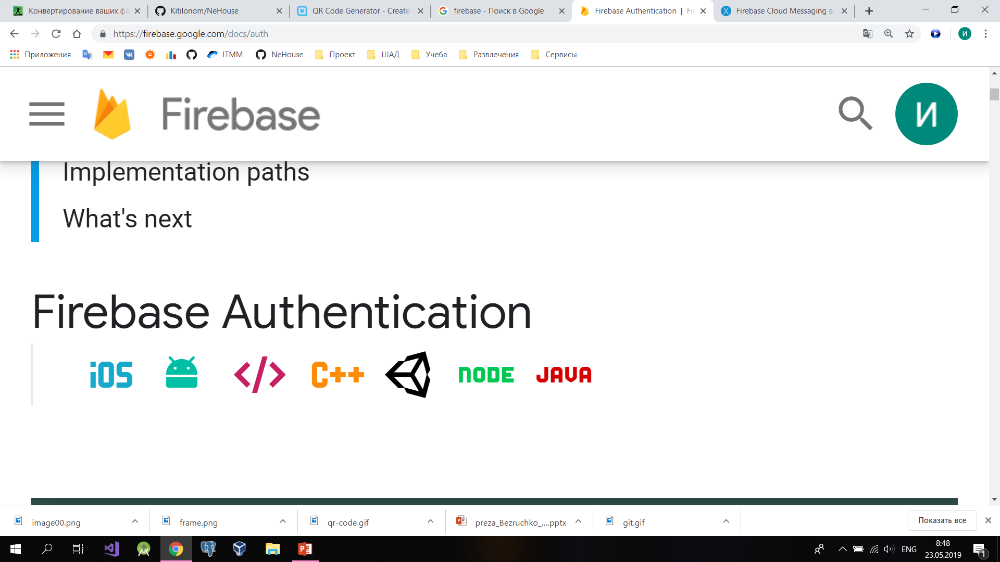 Конвертирование ваших фа
Kitilonom/NeHouse
QR Code Generator - Create
firebase - Поиск в Google
Firebase Authentication | Fi
Firebase Cloud Messaging в
https://firebase.google.com/docs/auth
И
Приложения
ITMM
NeHouse
Проект
ШАД
Учеба
Развлечения
Сервисы
Firebase
И
Implementation paths
What's next
Firebase Authentication
iOS
</>
C++
NODE
JAVA
image00.png
frame.png
qr-code.gif
preza_Bezruchko_....pptx
git.gif
Показать все
ENG
8:48
23.05.2019
1